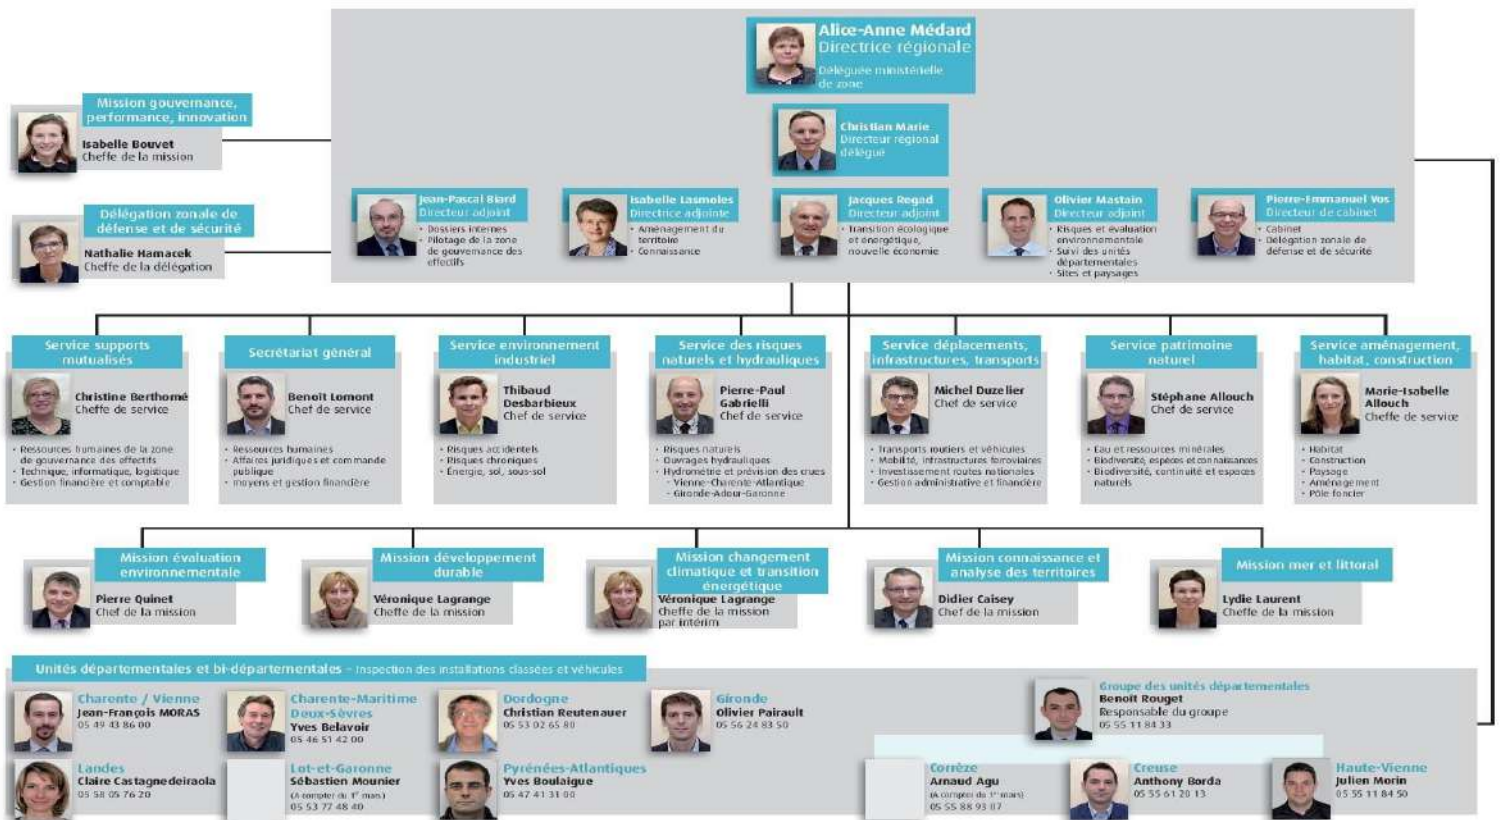 Alice-Anne Médard
Directrice régionale
Déléguée ministérielle
de zone
Christian Marie
Directeur régional
délégué
Mission gouvernance,
performance, innovation
Isabelle Bouvet
Cheffe de la mission
Délégation zonale de
défense et de sécurité
Nathalie Hamacek
Cheffe de la délégation
Jean-Pascal Biard
Directeur adjoint
· Dossiers internes
· Pilotage de la zone
de gouvernance des
effectifs
Isabelle Lasmoles
Directrice adjointe
· Aménagement du
territoire
· Connaissance
Jacques Regad
Directeur adjoint
· Transition écologique
et énergétique,
nouvelle économie
Olivier Mastain
Directeur adjoint
· Risques et évaluation
environnementale
· Suivi des unités
départementales
· Sites et paysages
Pierre-Emmanuel Vos
Directeur de cabinet
· Cabinet
· Délégation zonale de
défense et de sécurité
Service supports
mutualisés
Christine Berthomé
Cheffe de service
· Ressources humaines de la zone
de gouvernance des effectifs
· Technique, informatique, logistique
· Gestion financière et comptable
Secrétariat général
Benoît Lomont
Chef de service
· Ressources humaines
· Affaires juridiques et commande
publique
· moyens et gestion financière
Service environnement
industriel
Thibaud
Desbarbieux
Chef de service
· Risques accidentels
· Risques chroniques
· Énergie, sol, sous-sol
Service des risques
naturels et hydrauliques
Pierre-Paul
Gabrielli
Chef de service
· Risques naturels
· Ouvrages hydrauliques
· Hydrométrie et prévision des crues
- Vienne-Charente-Atlantique
- Gironde-Adour-Garonne
Service déplacements,
infrastructures, transports
Michel Duzelier
Chef de service
· Transports routiers et véhicules
· Mobilité, infrastructures ferroviaires
· Investissement routes nationales
· Gestion administrative et financière
Service patrimoine
naturel
Stéphane Allouch
Chef de service
· Eau et ressources minérales
· Biodiversité, espèces et connaissances
· Biodiversité, continuité et espaces
naturels
Service aménagement,
habitat, construction
Marie-Isabelle
Allouch
Cheffe de service
· Habitat
· Construction
· Paysage
· Aménagement
· Pôle foncier
Mission évaluation
environnementale
Pierre Quinet
Chef de la mission
Mission développement
durable
Véronique Lagrange
Cheffe de la mission
Mission changement
climatique et transition
énergétique
Véronique Lagrange
Cheffe de la mission
par intérim
Mission connaissance et
analyse des territoires
Didier Caisey
Chef de la mission
Mission mer et littoral
Lydie Laurent
Cheffe de la mission
Unités départementales et bi-départementales – Inspection des installations classées et véhicules
Charente / Vienne
Jean-François MORAS
05 49 43 86 00
Charente-Maritime
Deux-Sèvres
Yves Belavoir
05 46 51 42 00
Dordogne
Christian Reutenauer
05 53 02 65 80
Gironde
Olivier Pairault
05 56 24 83 50
Groupe des unités départementales
Benoît Rouget
Responsable du groupe
05 55 11 84 33
Landes
Claire Castagnedeiraola
05 58 05 76 20
Lot-et-Garonne
Sébastien Mounier
(A compter du 1er mars)
05 53 77 48 40
Pyrénées-Atlantiques
Yves Boulaigue
05 47 41 31 00
Corrèze
Arnaud Agu
(A compter du 1er mars)
05 55 88 93 07
Creuse
Anthony Borda
05 55 61 20 13
Haute-Vienne
Julien Morin
05 55 11 84 50